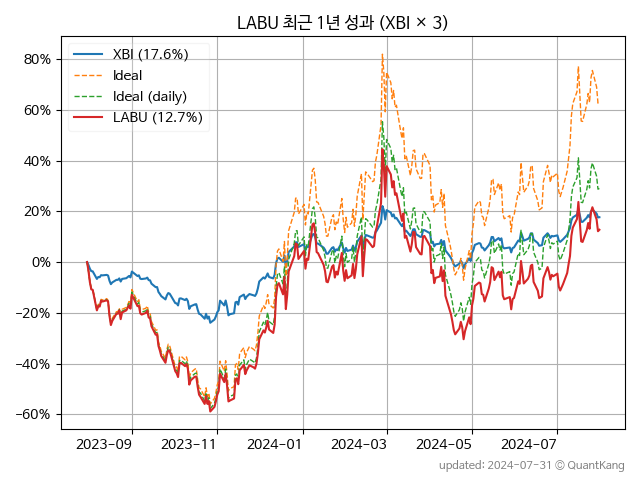 LABU 최근 1년 성과 (XBI × 3)
XBI (17.6%)
Ideal
Ideal (daily)
LABU (12.7%)
80%
60%
40%
20%
0%
−20%
−40%
−60%
2023-09 2023-11 2024-01 2024-03 2024-05 2024-07
updated: 2024-07-31 © QuantKang